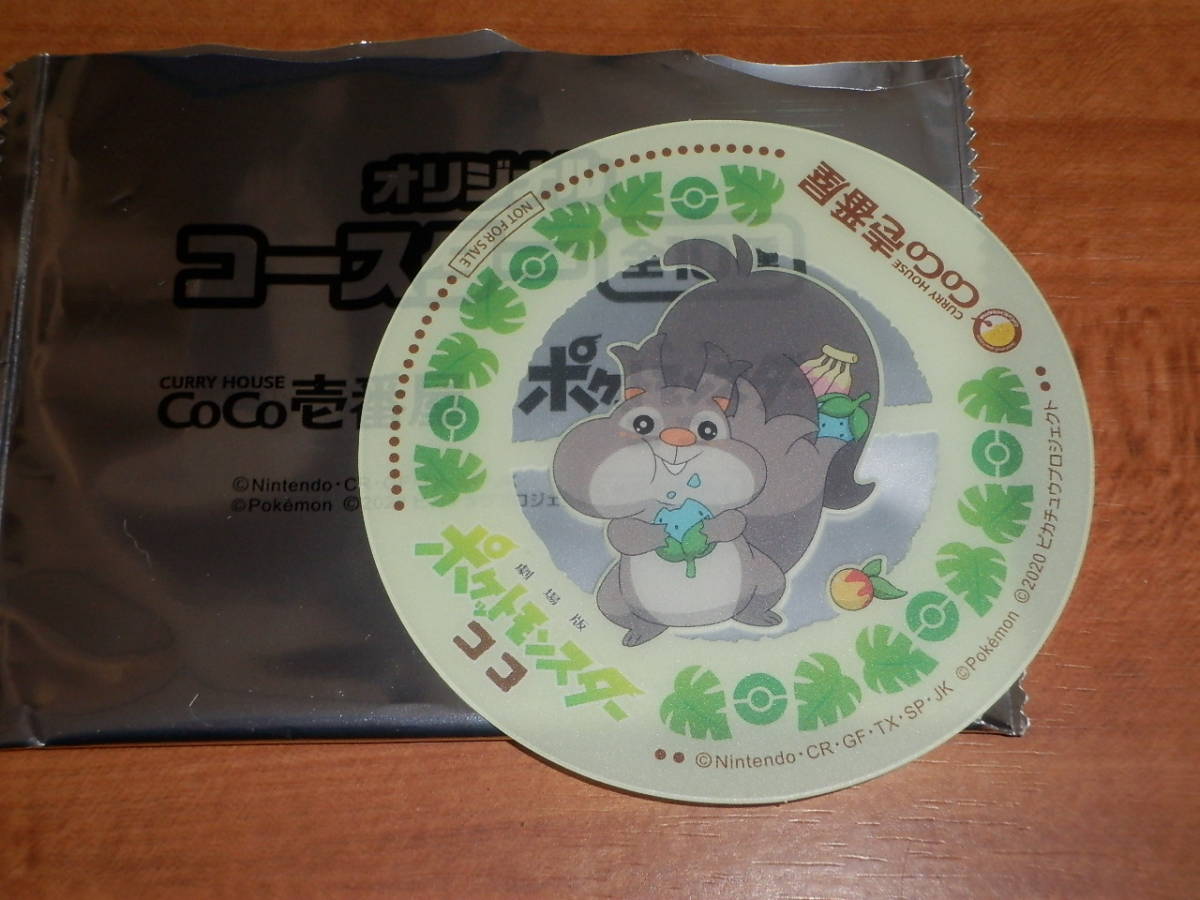 オリジ
コース
CURRY HOUSE
CoCo壱番屋
ポケ
©Nintendo・CR
©Pokémon
NOT FOR SALE
CURRY HOUSE
CoCo壱番屋
劇場版
ポケットモンスター
ココ
©Nintendo・CR・GF・TX・SP・JK ©Pokémon ©2020 ピカチュウプロジェクト